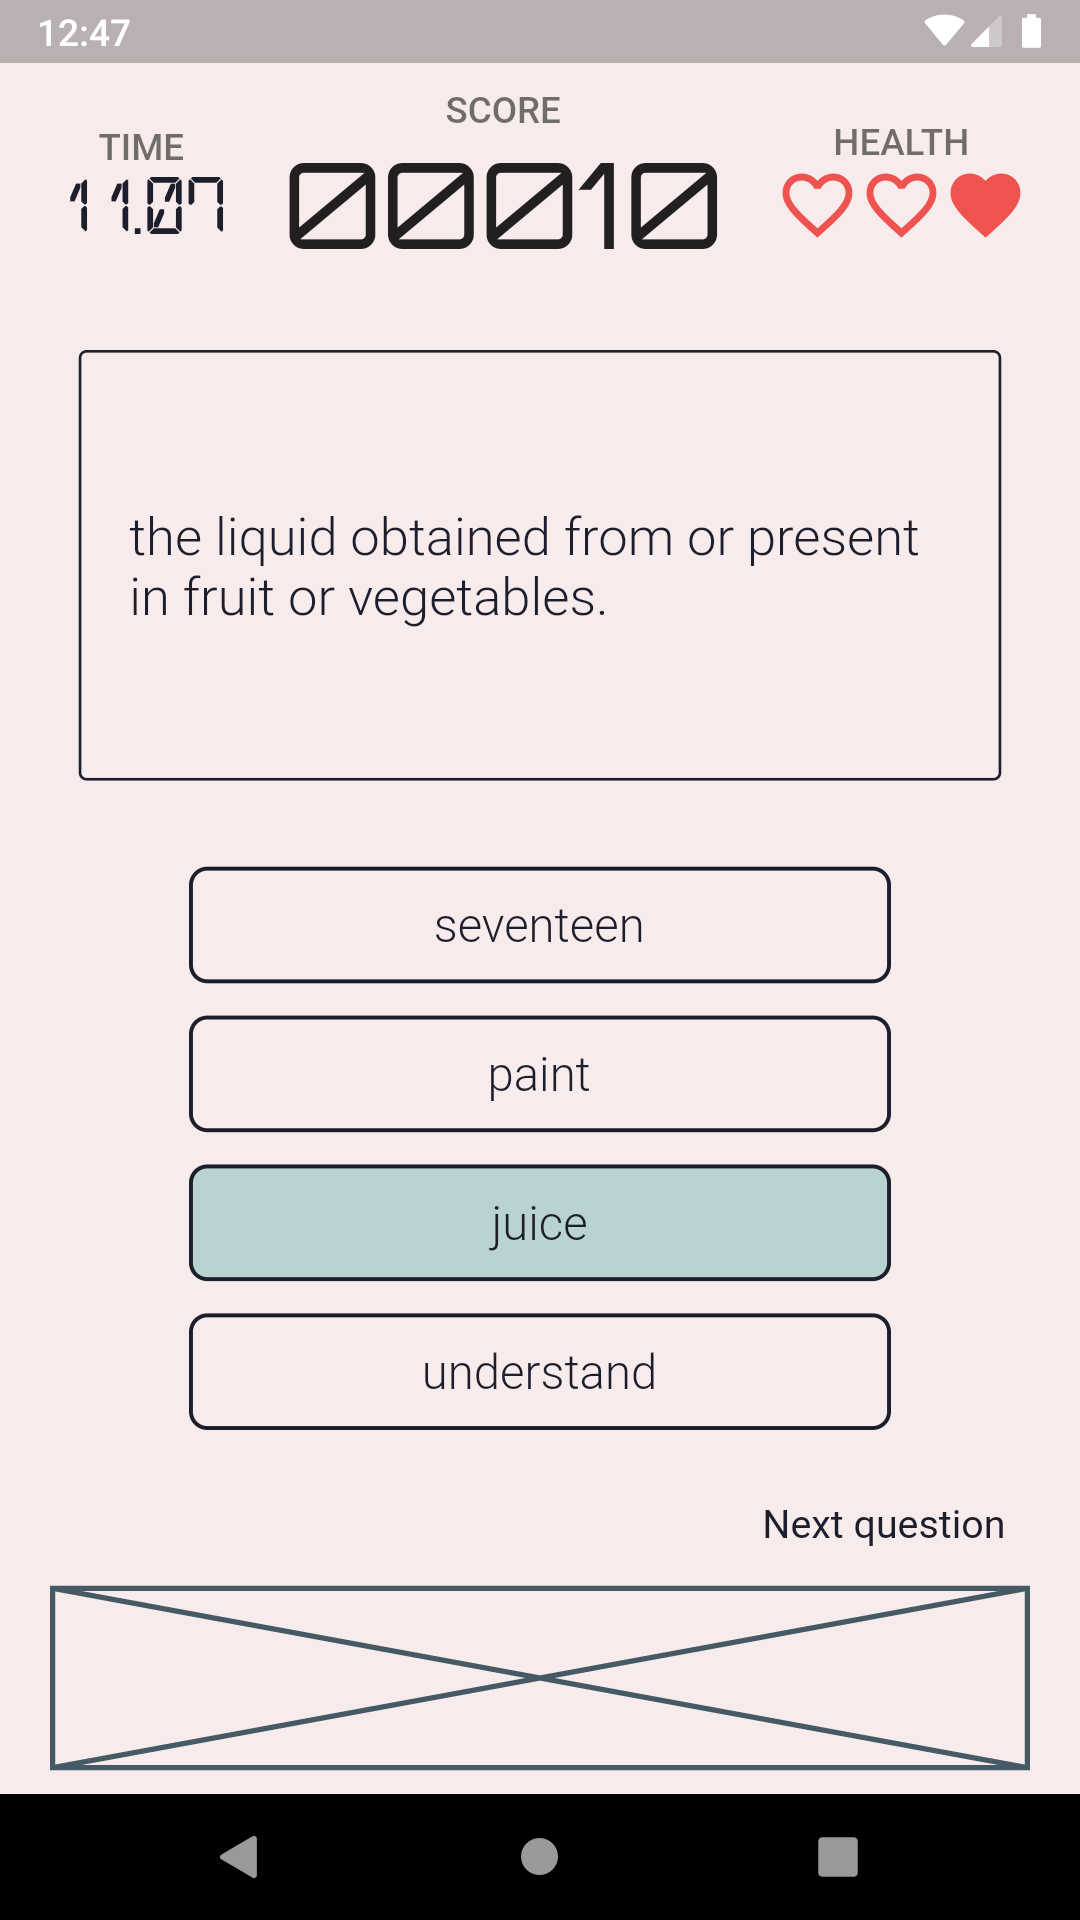 12:47
SCORE
TIME
HEALTH
11.07
00010
the liquid obtained from or present
in fruit or vegetables.
seventeen
paint
juice
understand
Next question